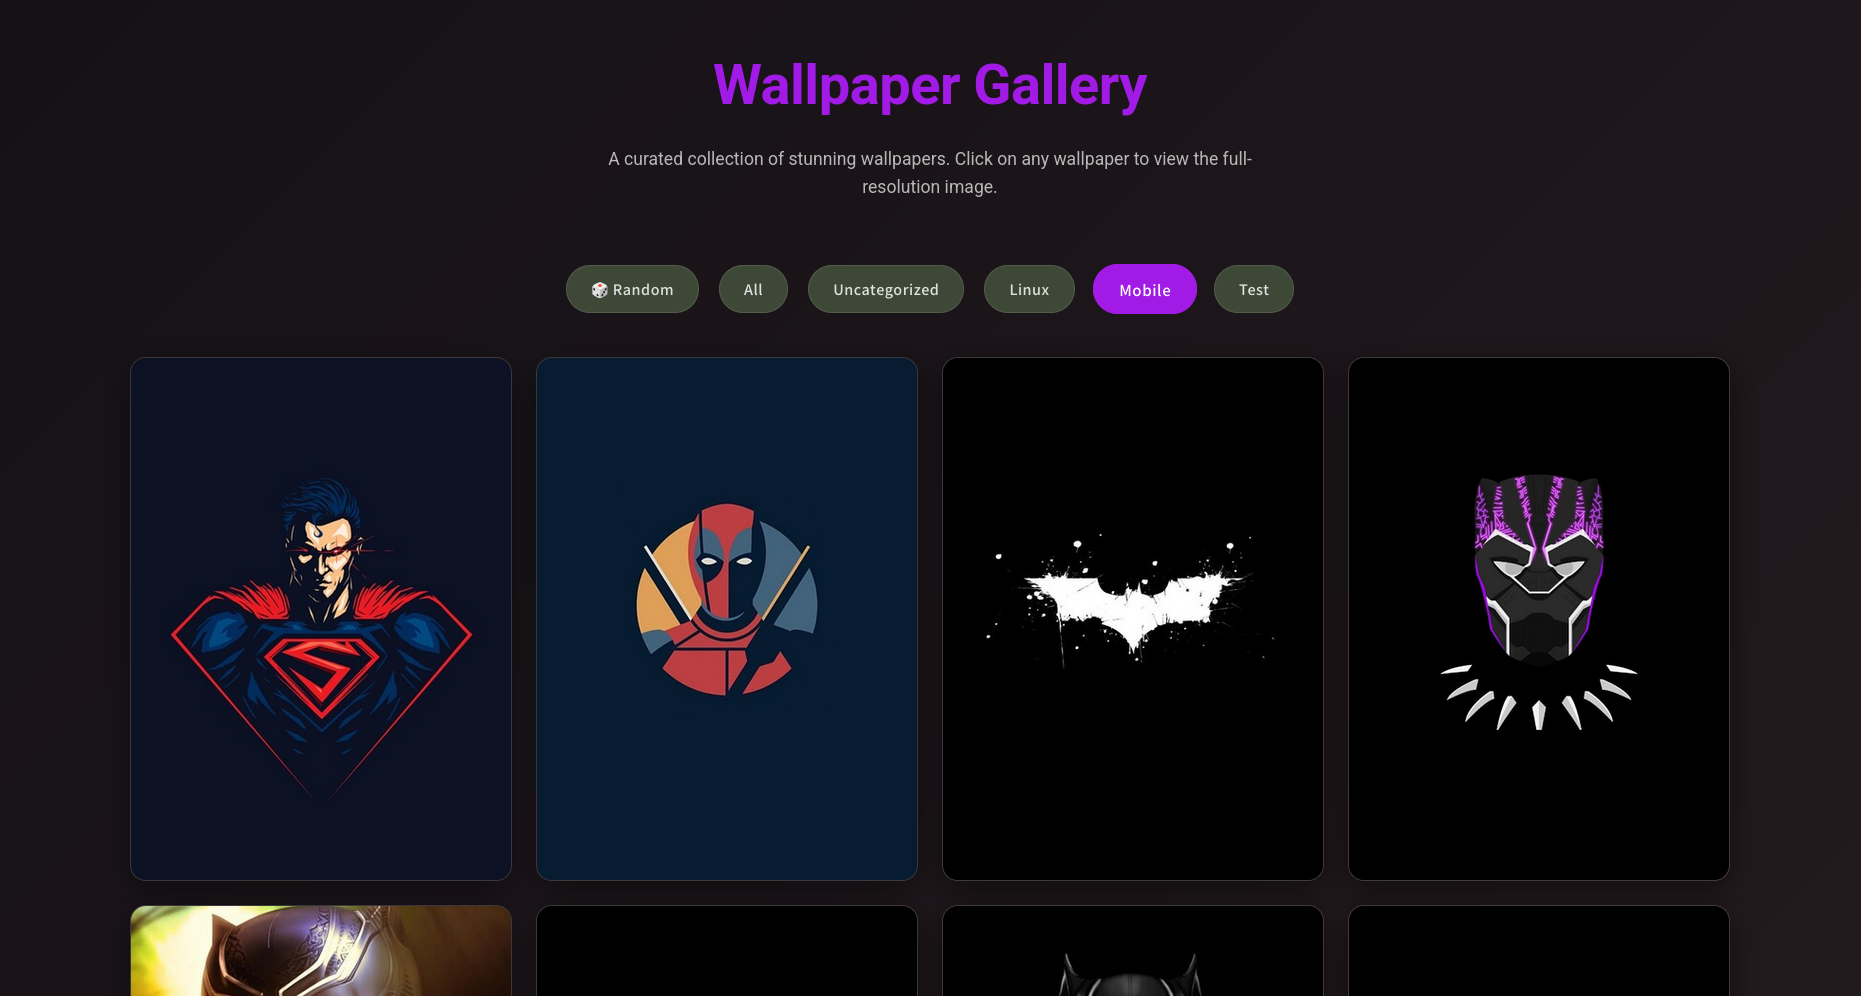 Wallpaper Gallery
A curated collection of stunning wallpapers. Click on any wallpaper to view the full-
resolution image.
🎲 Random
All
Uncategorized
Linux
Mobile
Test